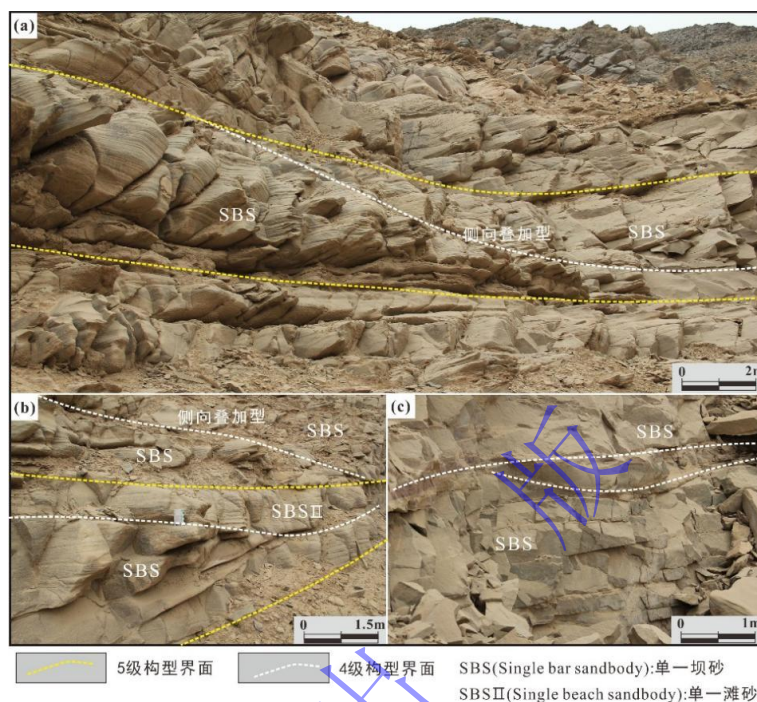 (a)
SBS
侧向叠加型
SBS
0 2m
(b)
侧向叠加型
SBS
SBS
SBSⅡ
SBS
0 1.5m
(c)
SBS
SBS
0 1m
5级构型界面
4级构型界面
SBS(Single bar sandbody):单一坝砂
SBSⅡ(Single beach sandbody):单一滩砂